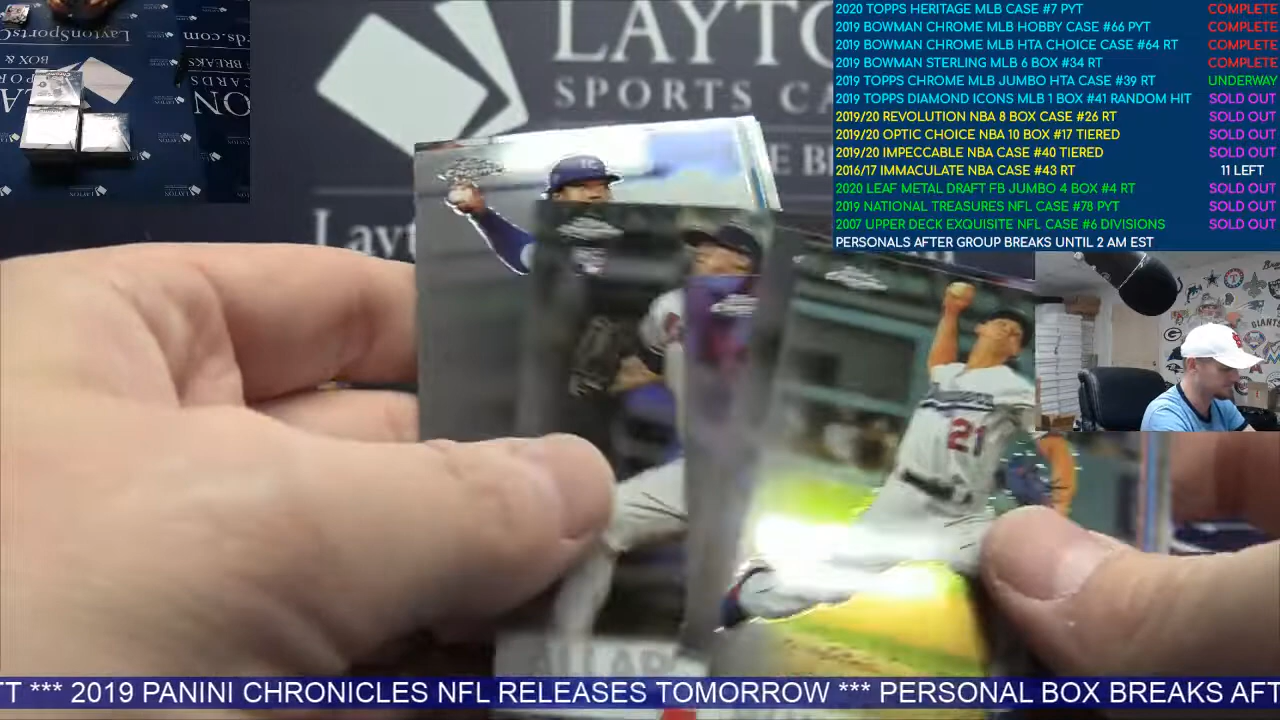 2020 TOPPS HERITAGE MLB CASE #7 PYT COMPLETE
2019 BOWMAN CHROME MLB HOBBY CASE #66 PYT COMPLETE
2019 BOWMAN CHROME MLB HTA CHOICE CASE #64 RT COMPLETE
2019 BOWMAN STERLING MLB 6 BOX #34 RT COMPLETE
2019 TOPPS CHROME MLB JUMBO HTA CASE #39 RT UNDERWAY
2019 TOPPS DIAMOND ICONS MLB 1 BOX #41 RANDOM HIT SOLD OUT
2019/20 REVOLUTION NBA 8 BOX CASE #26 RT SOLD OUT
2019/20 OPTIC CHOICE NBA 10 BOX #17 TIERED SOLD OUT
2019/20 IMPECCABLE NBA CASE #40 TIERED SOLD OUT
2016/17 IMMACULATE NBA CASE #43 RT 11 LEFT
2020 LEAF METAL DRAFT FB JUMBO 4 BOX #4 RT SOLD OUT
2019 NATIONAL TREASURES NFL CASE #78 PYT SOLD OUT
2007 UPPER DECK EXQUISITE NFL CASE #6 DIVISIONS SOLD OUT
PERSONALS AFTER GROUP BREAKS UNTIL 2 AM EST
LAYTO
SPORTS CA
E BR
Layt
21
TT *** 2019 PANINI CHRONICLES NFL RELEASES TOMORROW *** PERSONAL BOX BREAKS AFT